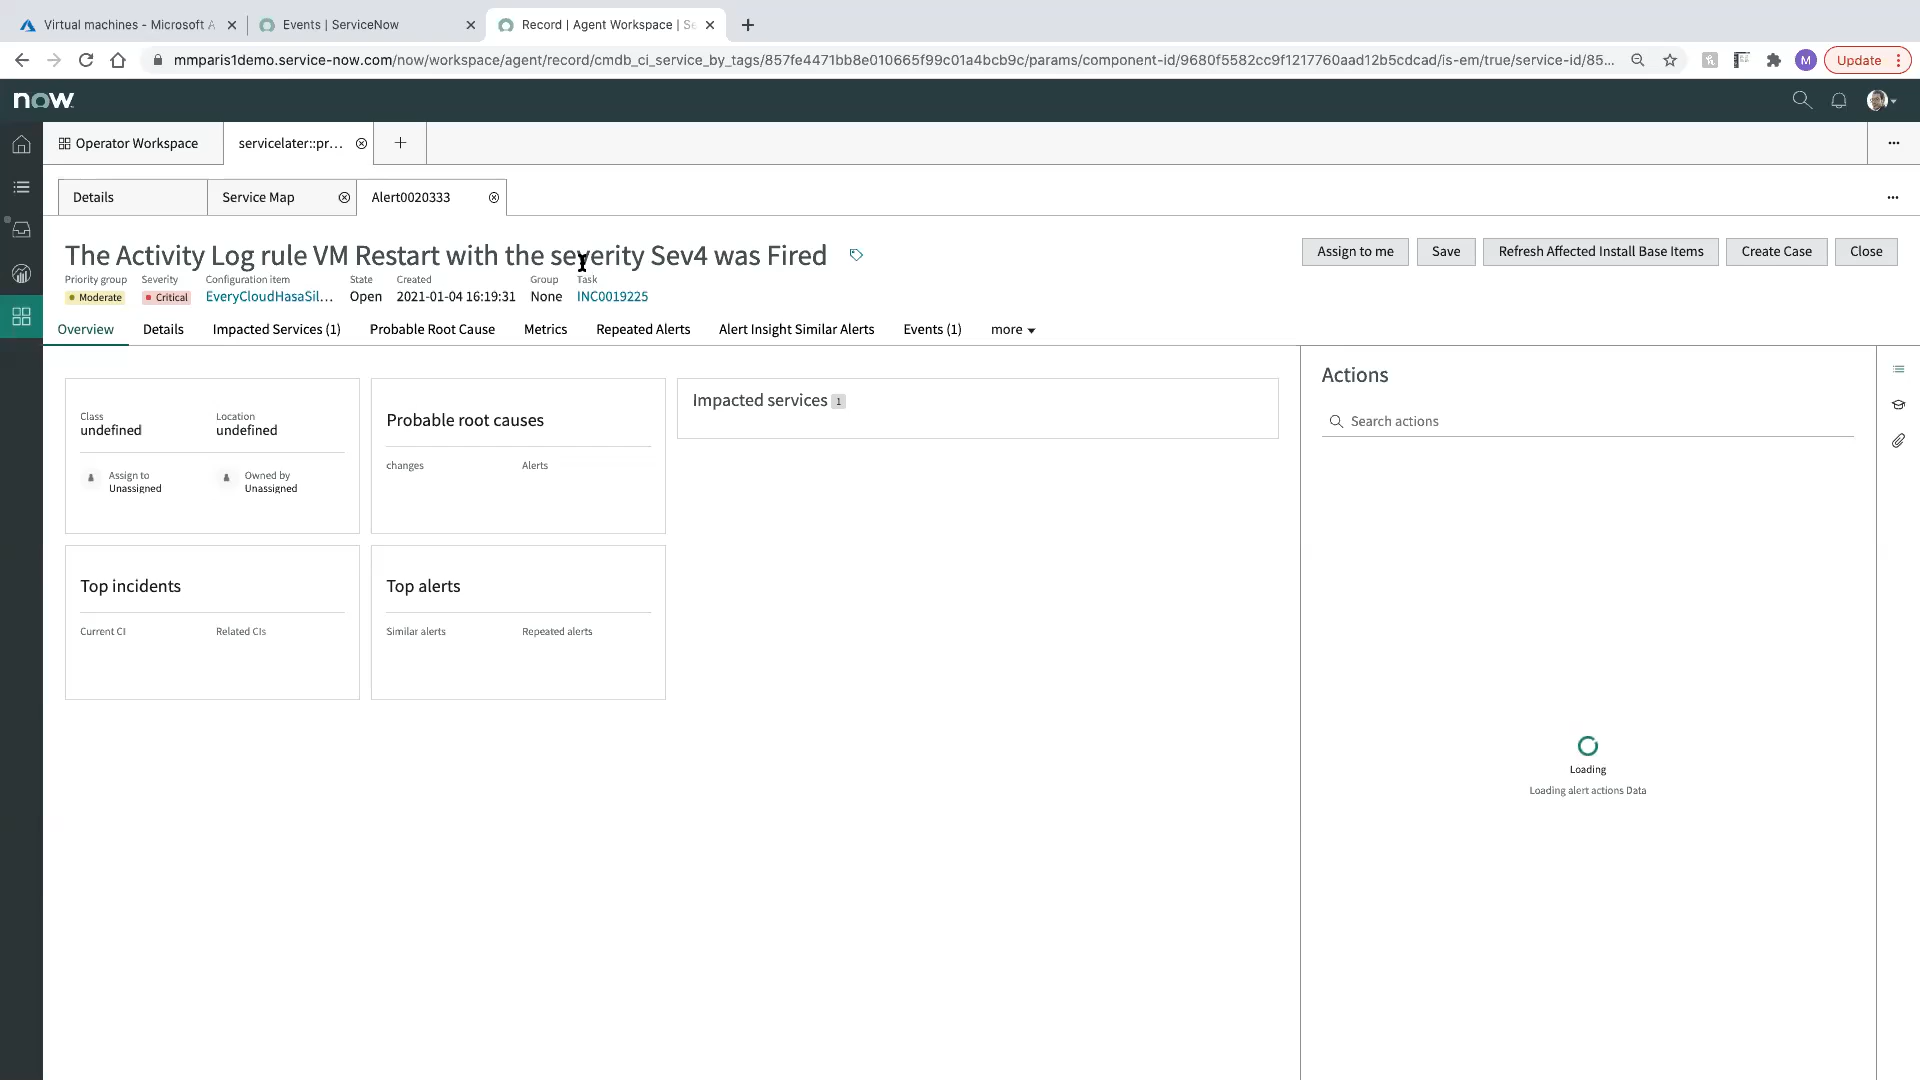 Virtual machines - Microsoft A
Events | ServiceNow
Record | Agent Workspace | Se
mmparis1demo.service-now.com/now/workspace/agent/record/cmdb_ci_service_by_tags/857fe4471bb8e010665f99c01a4bcb9c/params/component-id/9680f5582cc9f1217760aad12b5cdcad/is-em/true/service-id/85...
M
Update
now
Operator Workspace
servicelater::pr...
Details
Service Map
Alert0020333
The Activity Log rule VM Restart with the severity Sev4 was Fired
Assign to me
Save
Refresh Affected Install Base Items
Create Case
Close
Priority group Severity Configuration item State Created Group Task
Moderate Critical EveryCloudHasaSil... Open 2021-01-04 16:19:31 None INC0019225
Overview Details Impacted Services (1) Probable Root Cause Metrics Repeated Alerts Alert Insight Similar Alerts Events (1) more
Class Location
undefined undefined
Assign to Owned by
Unassigned Unassigned
Probable root causes
changes Alerts
Impacted services 1
Top incidents
Current CI Related CIs
Top alerts
Similar alerts Repeated alerts
Actions
Search actions
Loading
Loading alert actions Data